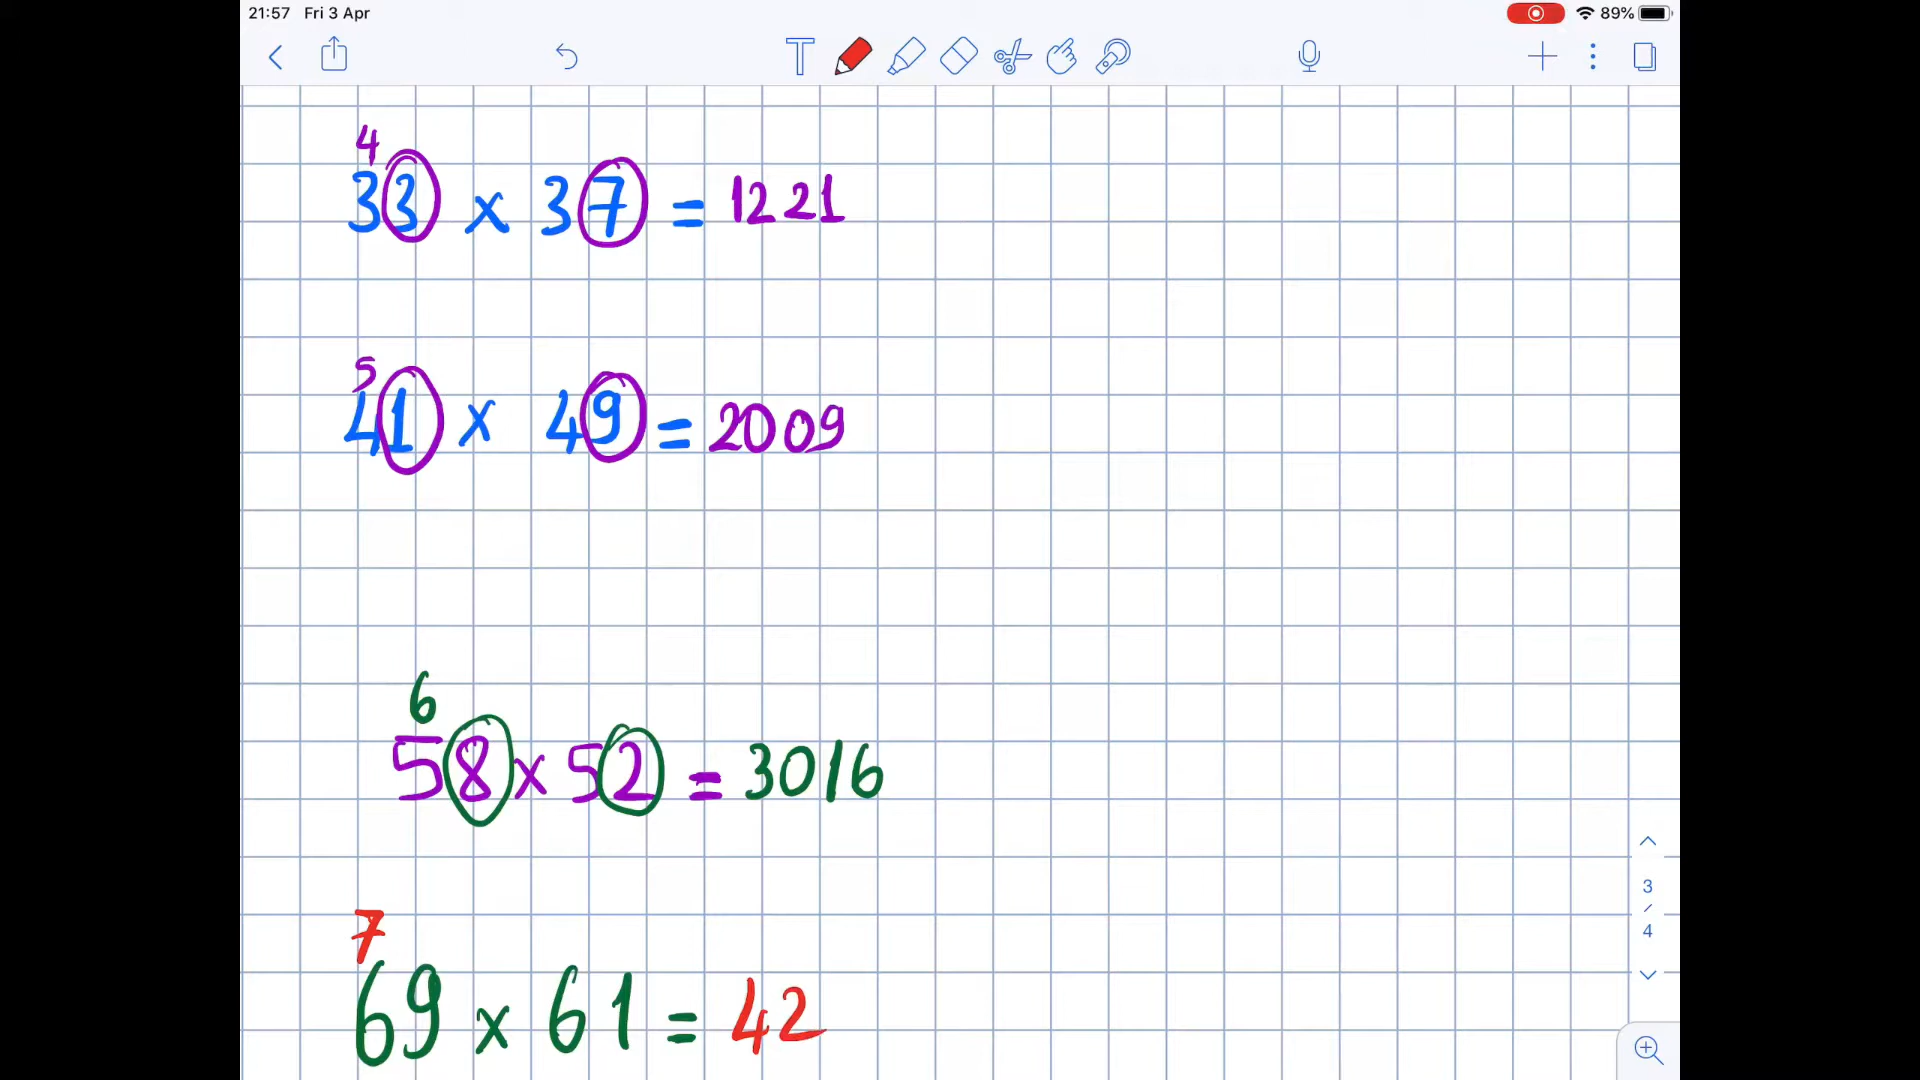 21:57 Fri 3 Apr 89%
T
4
33 x 37 = 1221
5
41 x 49 = 2009
6
58 x 52 = 3016
3
/
4
7
69 x 61 = 42